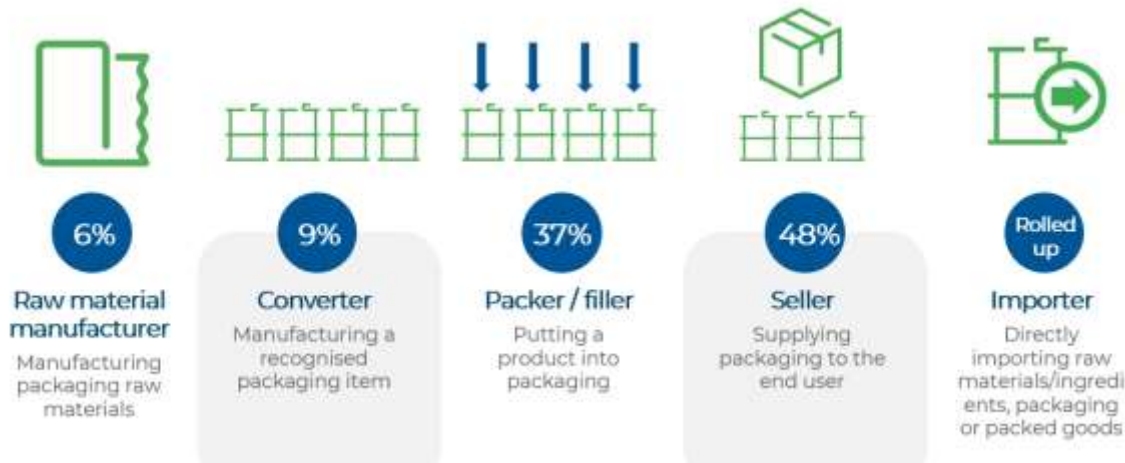 6%
Raw material
manufacturer
Manufacturing
packaging raw
materials
9%
Converter
Manufacturing a
recognised
packaging item
37%
Packer / filler
Putting a
product into
packaging
48%
Seller
Supplying
packaging to the
end user
Rolled
up
Importer
Directly
importing raw
materials/ingredi
ents, packaging
or packed goods